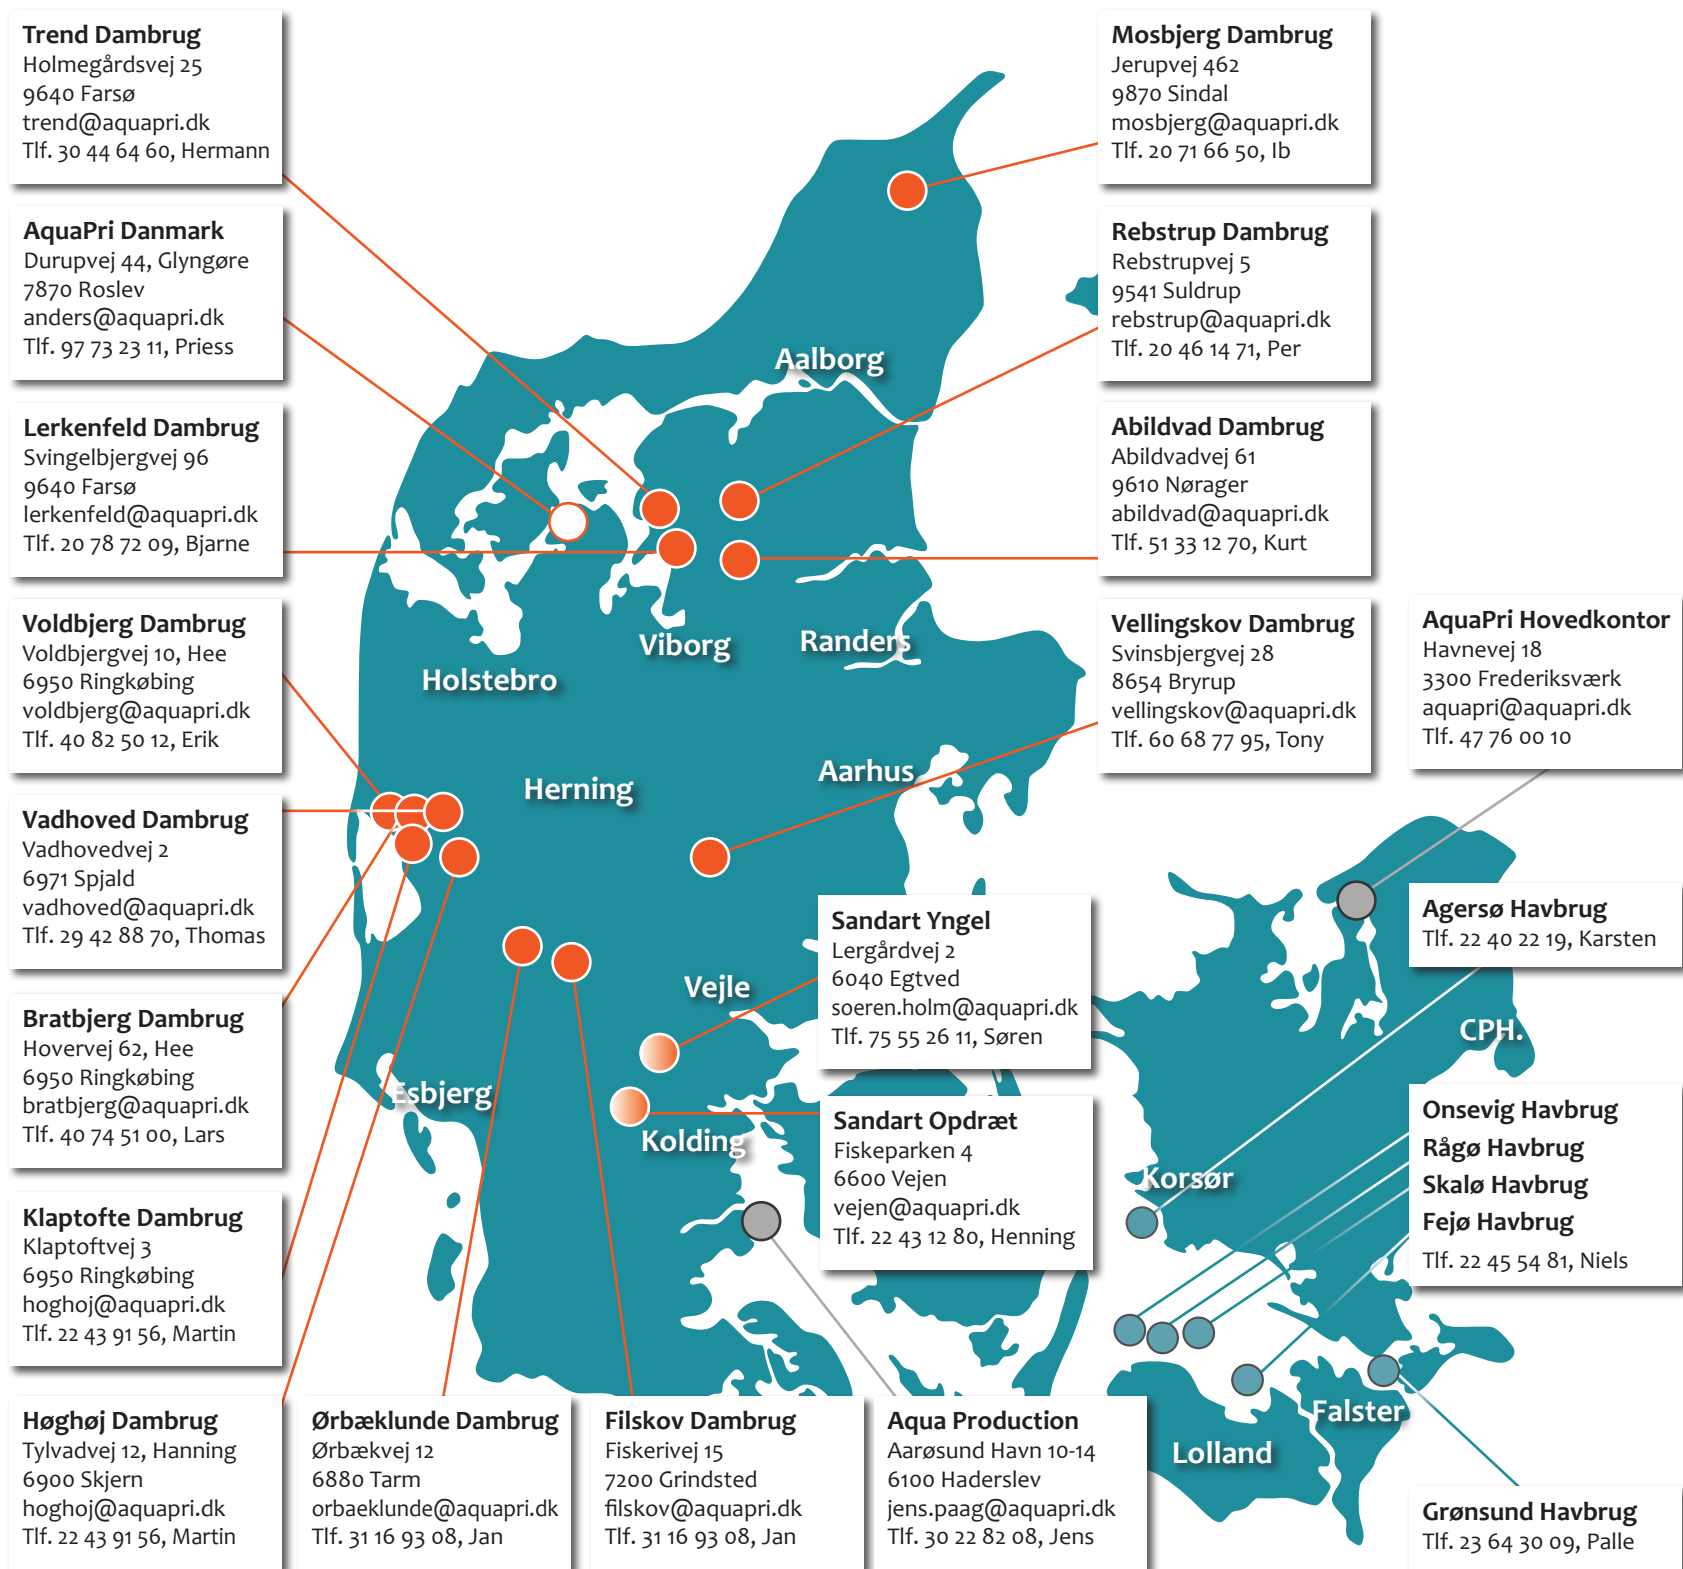 Trend Dambrug
Holmegårdsvej 25
9640 Farsø
trend@aquapri.dk
Tlf. 30 44 64 60, Hermann
AquaPri Danmark
Durupvej 44, Glyngøre
7870 Roslev
anders@aquapri.dk
Tlf. 97 73 23 11, Priess
Lerkenfeld Dambrug
Svingelbjergvej 96
9640 Farsø
lerkenfeld@aquapri.dk
Tlf. 20 78 72 09, Bjarne
Voldbjerg Dambrug
Voldbjergvej 10, Hee
6950 Ringkøbing
voldbjerg@aquapri.dk
Tlf. 40 82 50 12, Erik
Vadhoved Dambrug
Vadhovedvej 2
6971 Spjald
vadhoved@aquapri.dk
Tlf. 29 42 88 70, Thomas
Bratbjerg Dambrug
Hovervej 62, Hee
6950 Ringkøbing
bratbjerg@aquapri.dk
Tlf. 40 74 51 00, Lars
Klaptofte Dambrug
Klaptoftvej 3
6950 Ringkøbing
hoghoj@aquapri.dk
Tlf. 22 43 91 56, Martin
Høghøj Dambrug
Tylvadvej 12, Hanning
6900 Skjern
hoghoj@aquapri.dk
Tlf. 22 43 91 56, Martin
Ørbæklunde Dambrug
Ørbækvej 12
6880 Tarm
orbaeklunde@aquapri.dk
Tlf. 31 16 93 08, Jan
Filskov Dambrug
Fiskerivej 15
7200 Grindsted
filskov@aquapri.dk
Tlf. 31 16 93 08, Jan
Aqua Production
Aarøsund Havn 10-14
6100 Haderslev
jens.paag@aquapri.dk
Tlf. 30 22 82 08, Jens
Mosbjerg Dambrug
Jerupvej 462
9870 Sindal
mosbjerg@aquapri.dk
Tlf. 20 71 66 50, Ib
Rebstrup Dambrug
Rebstrupvej 5
9541 Suldrup
rebstrup@aquapri.dk
Tlf. 20 46 14 71, Per
Abildvad Dambrug
Abildvadvej 61
9610 Nørager
abildvad@aquapri.dk
Tlf. 51 33 12 70, Kurt
Vellingskov Dambrug
Svinsbjergvej 28
8654 Bryrup
vellingskov@aquapri.dk
Tlf. 60 68 77 95, Tony
AquaPri Hovedkontor
Havnevej 18
3300 Frederiksværk
aquapri@aquapri.dk
Tlf. 47 76 00 10
Sandart Yngel
Lergårdvej 2
6040 Egtved
soeren.holm@aquapri.dk
Tlf. 75 55 26 11, Søren
Sandart Opdræt
Fiskeparken 4
6600 Vejen
vejen@aquapri.dk
Tlf. 22 43 12 80, Henning
Agersø Havbrug
Tlf. 22 40 22 19, Karsten
Onsevig Havbrug
Rågø Havbrug
Skalø Havbrug
Fejø Havbrug
Tlf. 22 45 54 81, Niels
Grønsund Havbrug
Tlf. 23 64 30 09, Palle
Aalborg
Viborg
Randers
Holstebro
Aarhus
Herning
Vejle
Esbjerg
Kolding
CPH.
Korsør
Falster
Lolland